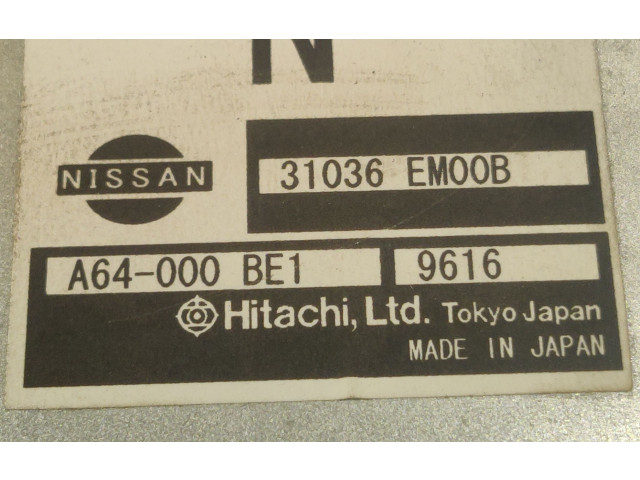 N
NISSAN
31036 EM00B
A64-000 BE1
9616
Hitachi, Ltd. Tokyo Japan
MADE IN JAPAN